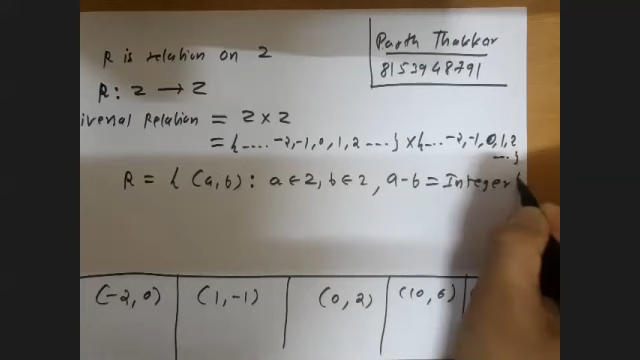 R is relation on Z
Parth Thakkar
8153948791
R: Z → Z
iversal Relation = Z × Z
= {.... -2, -1, 0, 1, 2 ....} × {... -2, -1, 0, 1, 2
....}
R = { (a, b) : a ∈ Z, b ∈ Z, a-b = Integer }
(-2, 0) (1, -1) (0, 2) (10, 6)